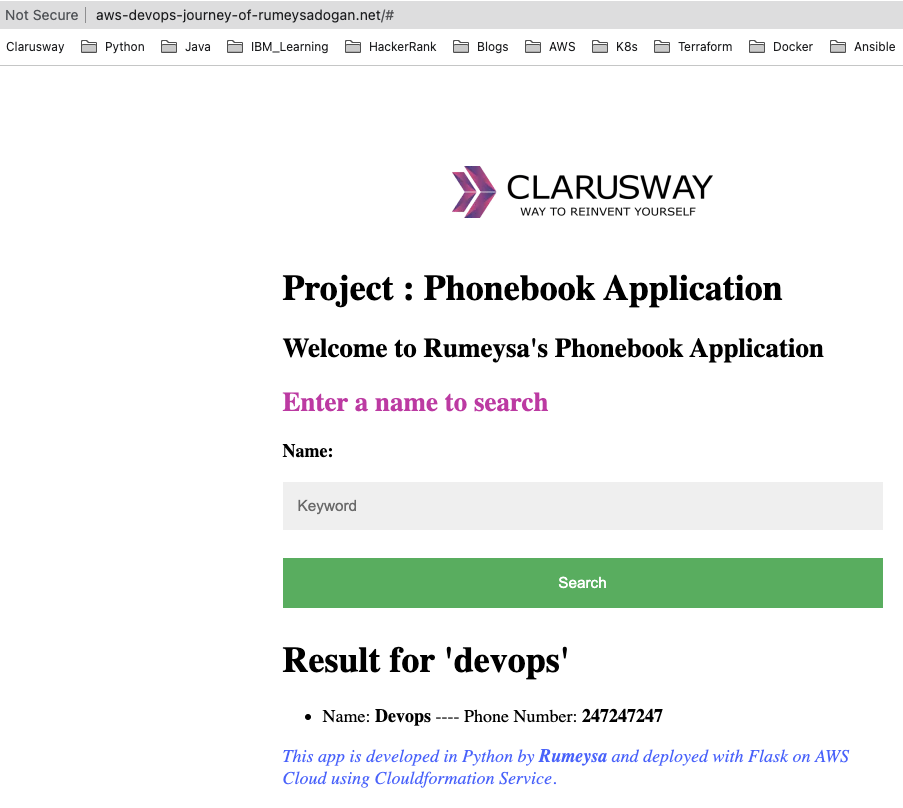 Not Secure | aws-devops-journey-of-rumeysadogan.net/#
Clarusway Python Java IBM_Learning HackerRank Blogs AWS K8s Terraform Docker Ansible
CLARUSWAY
WAY TO REINVENT YOURSELF
Project : Phonebook Application
Welcome to Rumeysa's Phonebook Application
Enter a name to search
Name:
Keyword
Search
Result for 'devops'
• Name: Devops ---- Phone Number: 247247247
This app is developed in Python by Rumeysa and deployed with Flask on AWS
Cloud using Clouldformation Service.